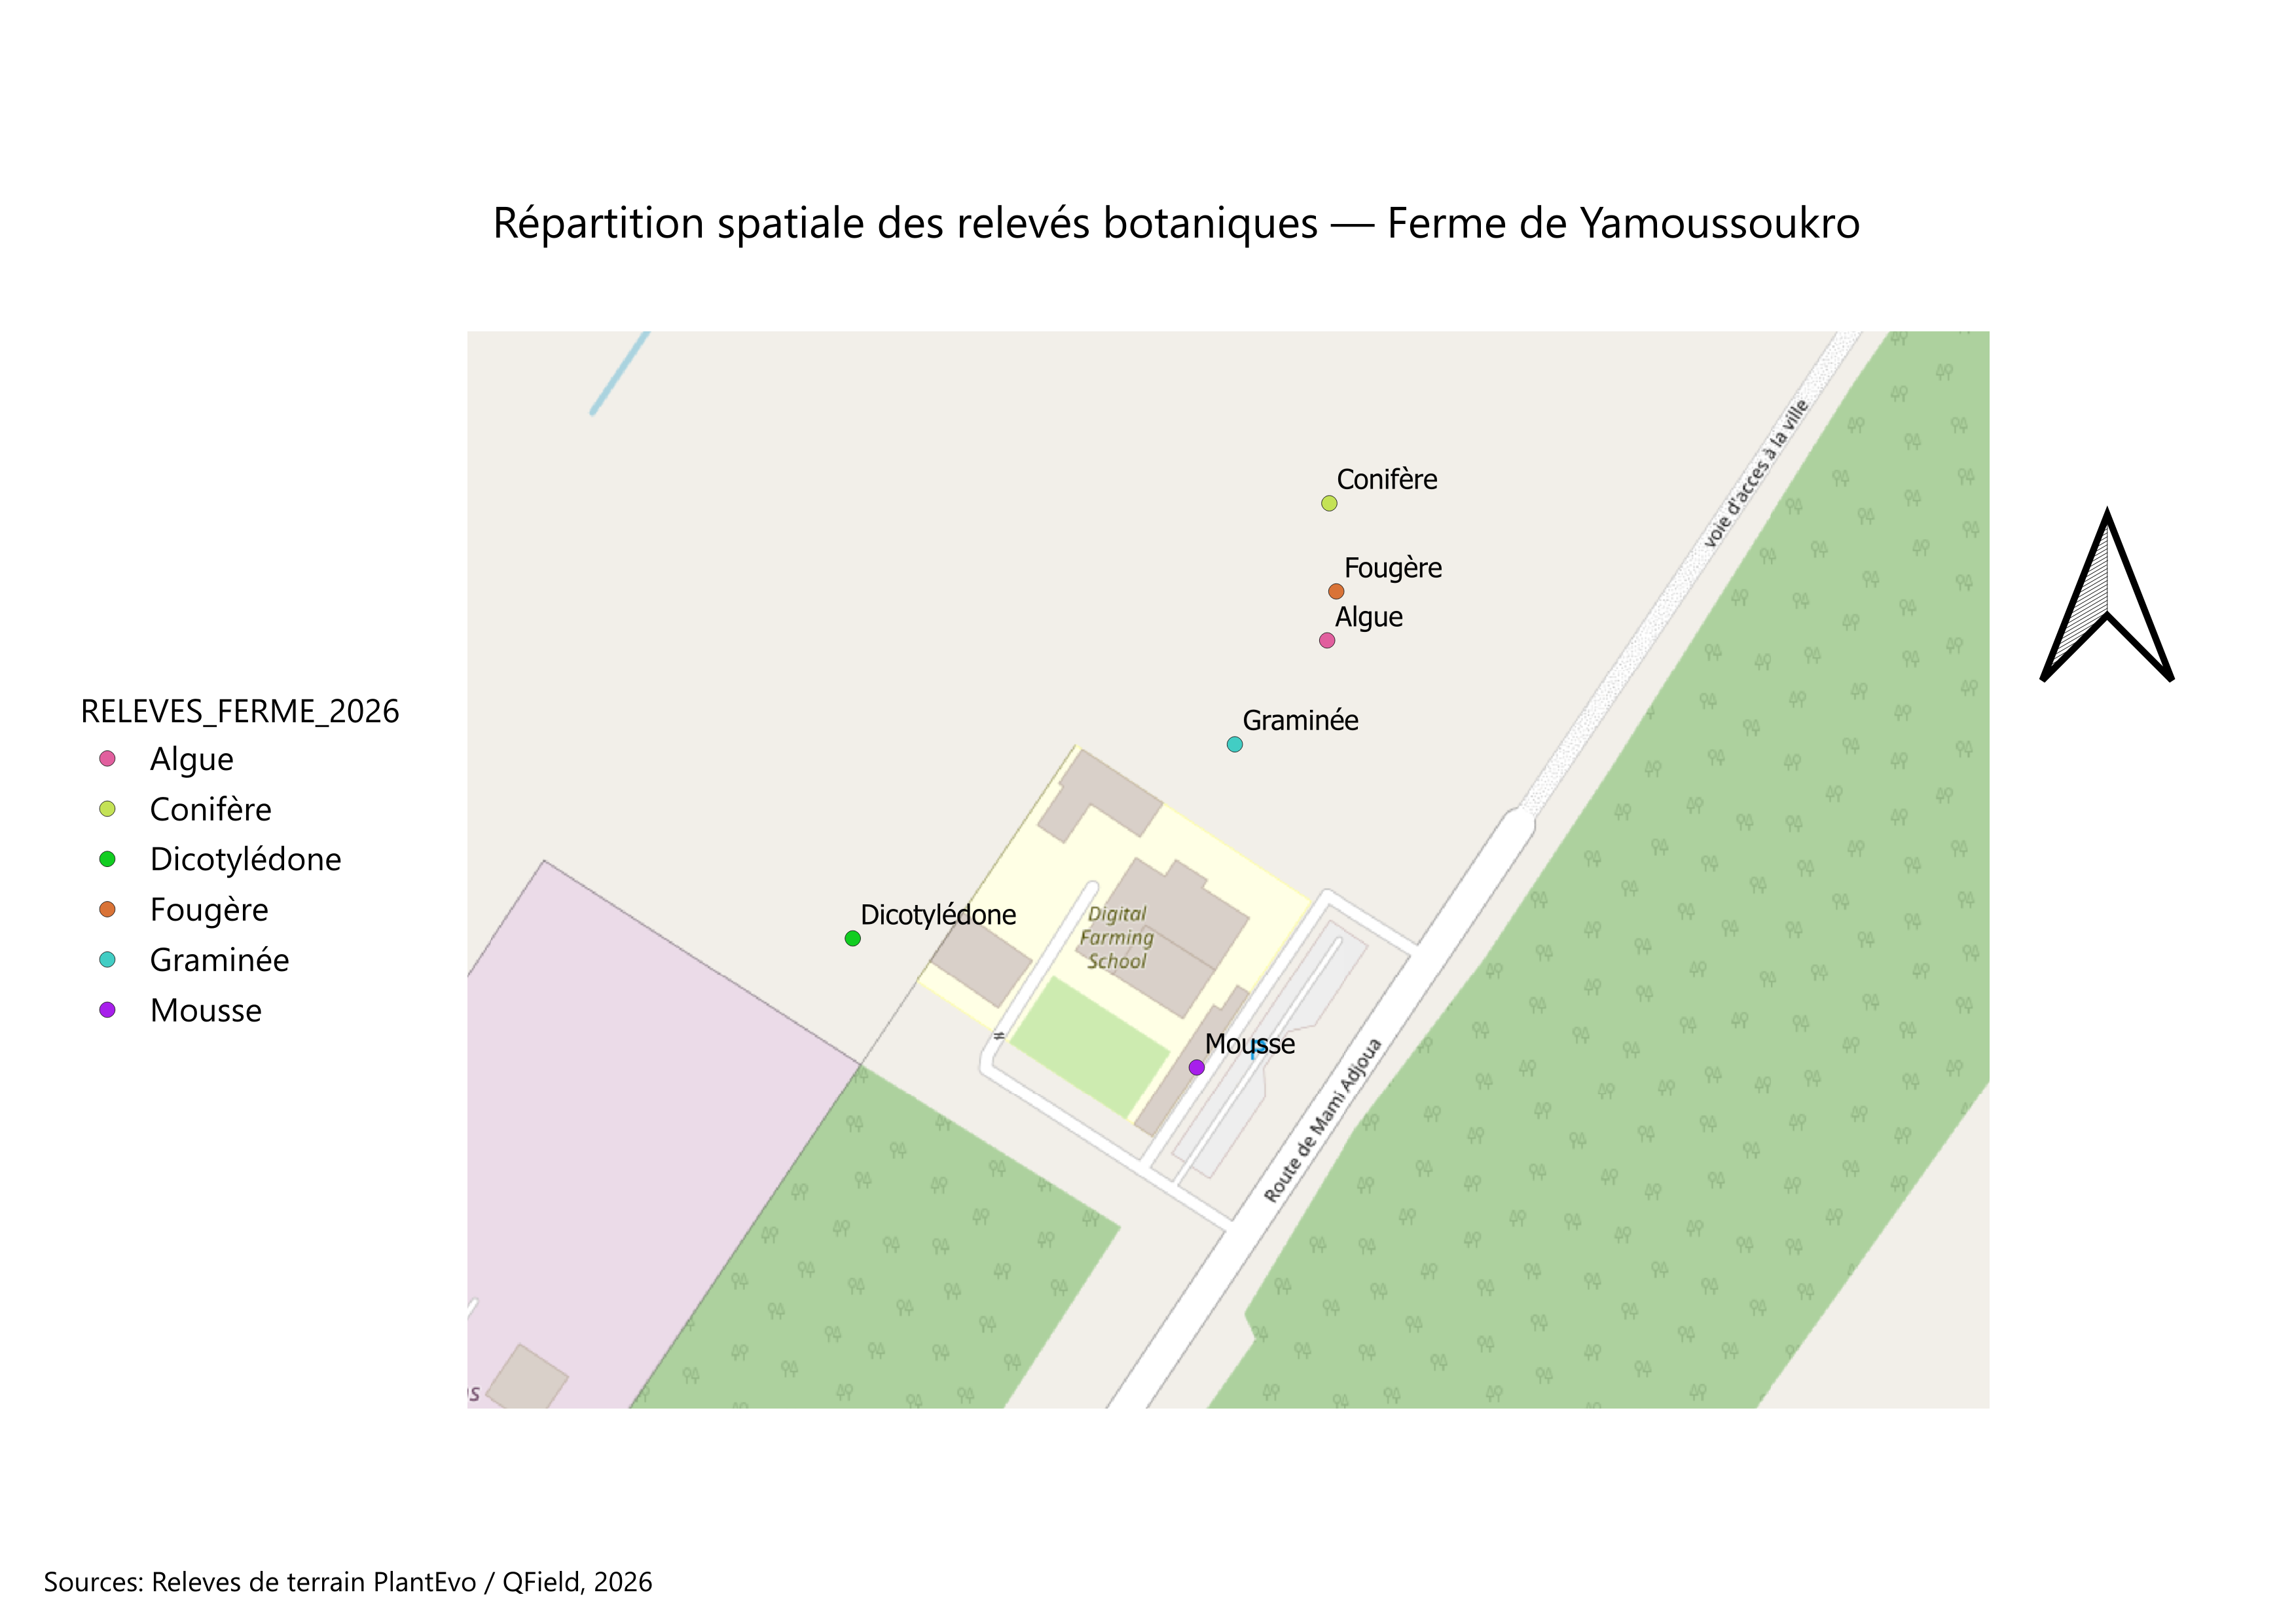 Répartition spatiale des relevés botaniques — Ferme de Yamoussoukro
voie d'acces à la ville
Conifère
Fougère
Algue
Graminée
RELEVES_FERME_2026
Algue
Conifère
Dicotylédone
Fougère
Graminée
Mousse
Dicotylédone
Digital
Farming
School
Mousse
Route de Mami Adjoua
Sources: Releves de terrain PlantEvo / QField, 2026